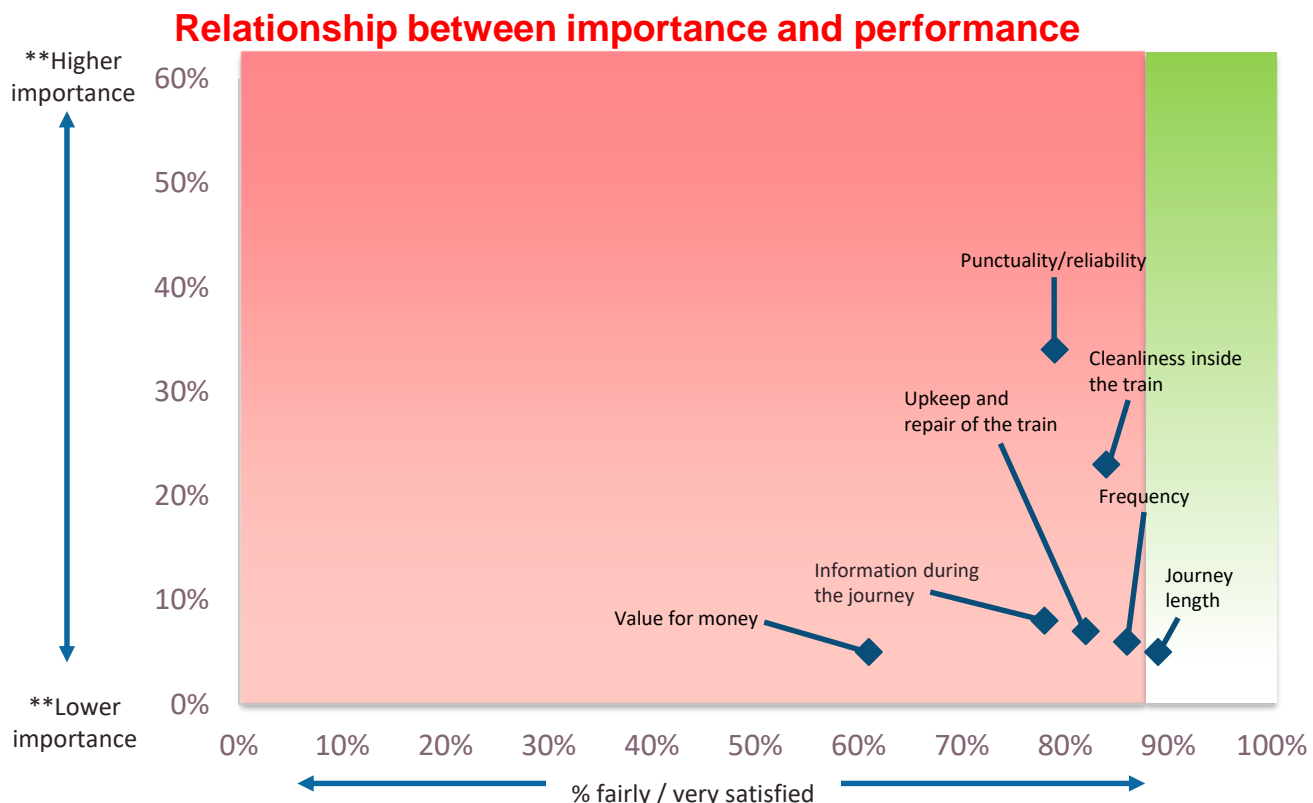 Relationship between importance and performance
**Higher
importance
60%
50%
40%
30%
20%
10%
0%
**Lower
importance
Punctuality/reliability
Cleanliness inside
the train
Upkeep and
repair of the train
Frequency
Information during
the journey
Journey
length
Value for money
0% 10% 20% 30% 40% 50% 60% 70% 80% 90% 100%
% fairly / very satisfied